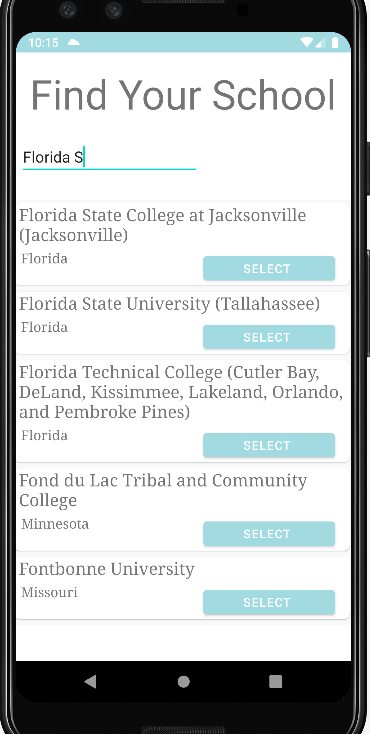 10:15
Find Your School
Florida S
Florida State College at Jacksonville
(Jacksonville)
Florida
SELECT
Florida State University (Tallahassee)
Florida
SELECT
Florida Technical College (Cutler Bay,
DeLand, Kissimmee, Lakeland, Orlando,
and Pembroke Pines)
Florida
SELECT
Fond du Lac Tribal and Community
College
Minnesota
SELECT
Fontbonne University
Missouri
SELECT